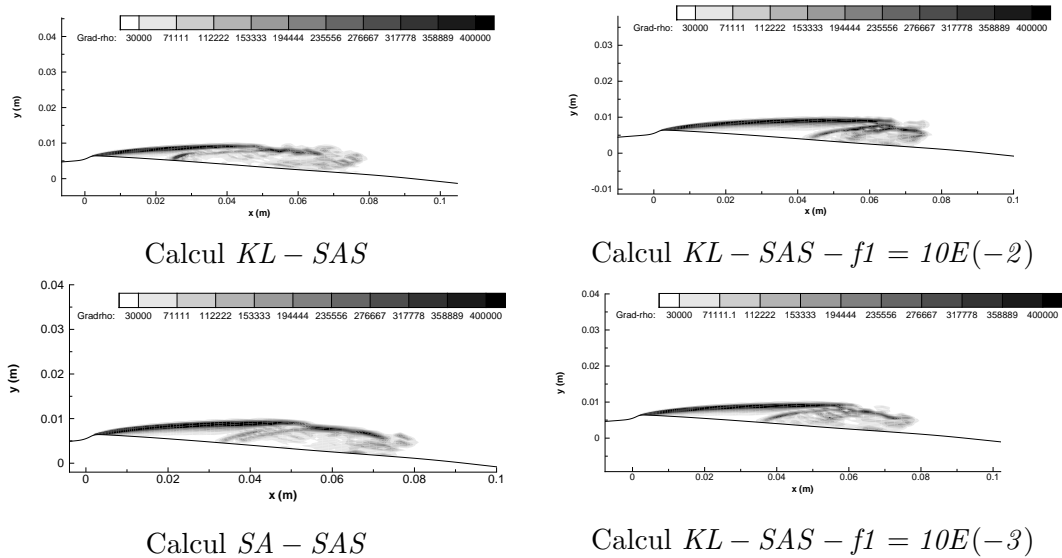 Grad-rho: 30000 71111 112222 153333 194444 235556 276667 317778 358889 400000
y (m)
0.04
0.03
0.02
0.01
0
0 0.02 0.04 0.06 0.08 0.1
x (m)
Calcul KL – SAS
Grad-rho: 30000 71111 112222 153333 194444 235556 276667 317778 358889 400000
y (m)
0.03
0.02
0.01
0
-0.01
0 0.02 0.04 0.06 0.08 0.1
x (m)
Calcul KL – SAS – f1 = 10E(–2)
Gradrho: 30000 71111 112222 153333 194444 235556 276667 317778 358889 400000
y (m)
0.04
0.03
0.02
0.01
0
0 0.02 0.04 0.06 0.08 0.1
x (m)
Calcul SA – SAS
Grad-rho: 30000 71111.1 112222 153333 194444 235556 276667 317778 358889 400000
y (m)
0.04
0.03
0.02
0.01
0
0 0.02 0.04 0.06 0.08 0.1
x (m)
Calcul KL – SAS – f1 = 10E(–3)